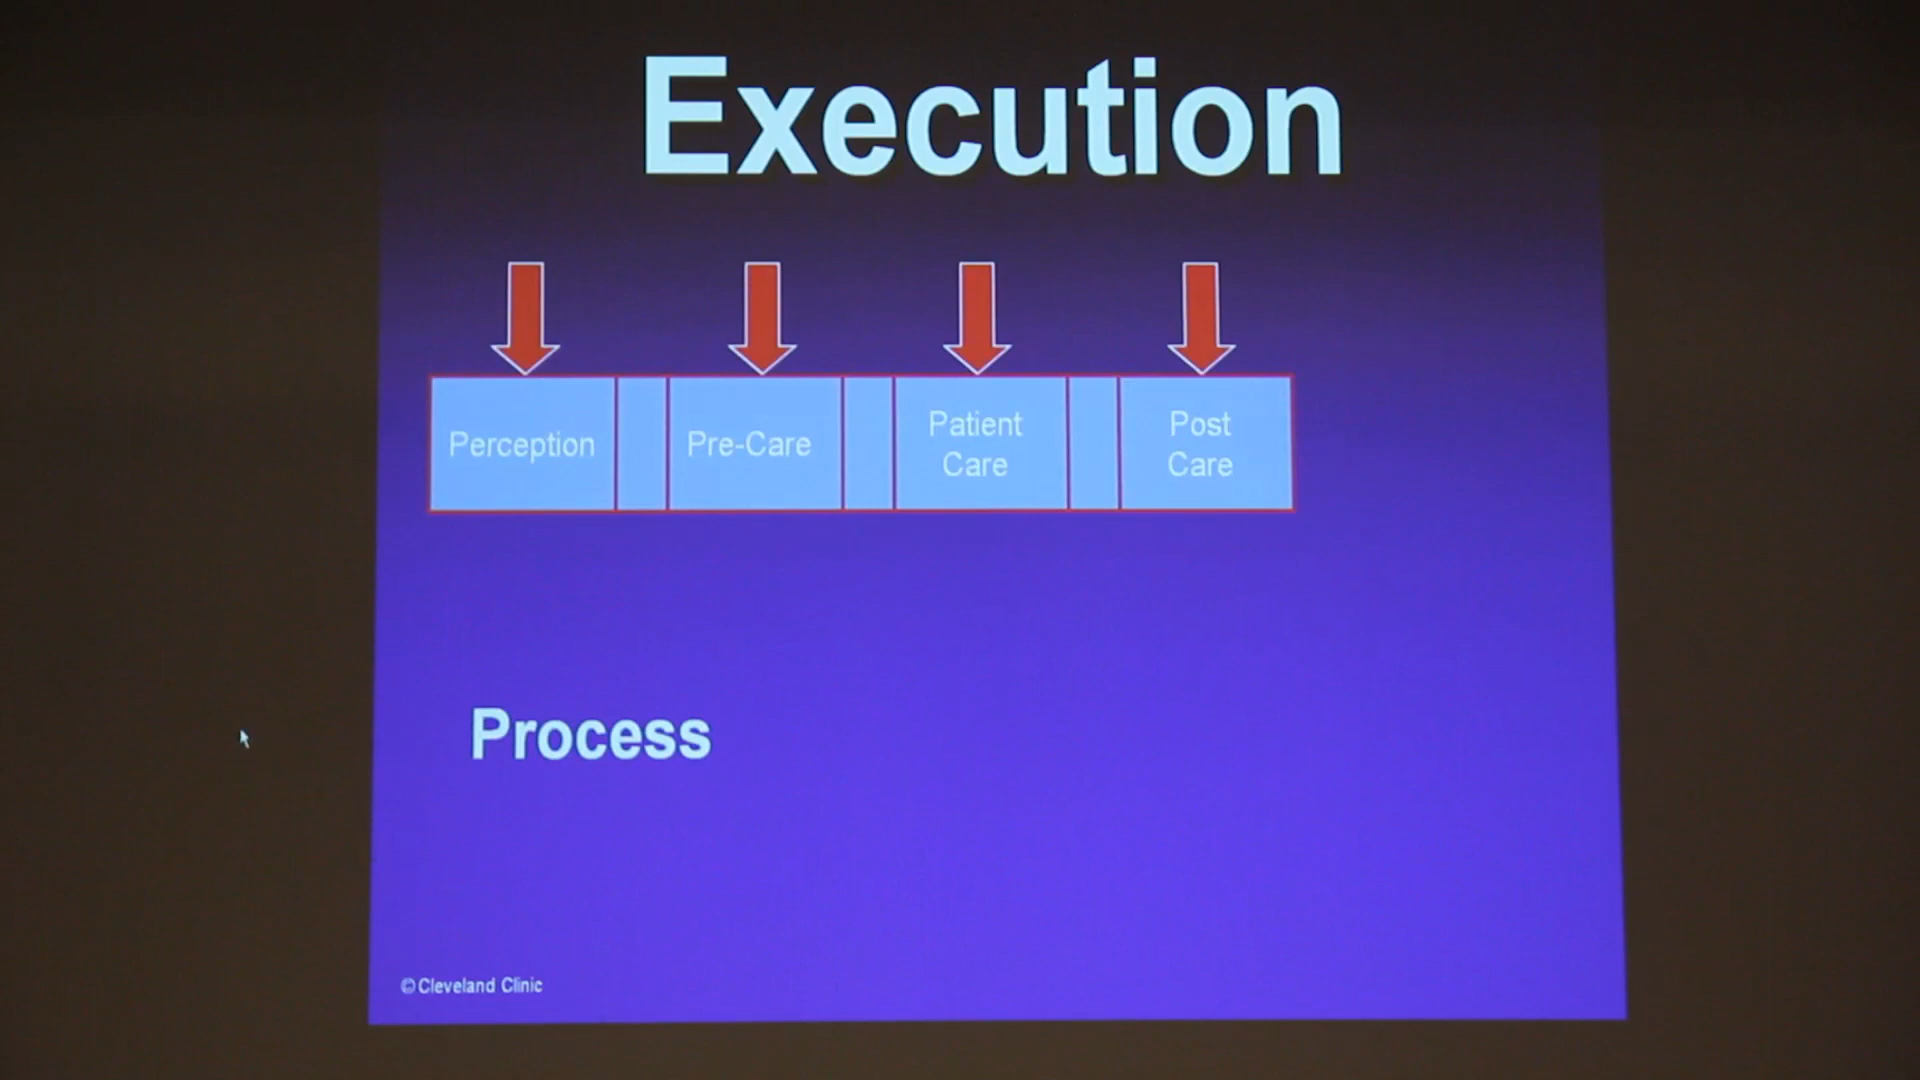 Execution
Perception
Pre-Care
Patient
Care
Post
Care
Process
© Cleveland Clinic